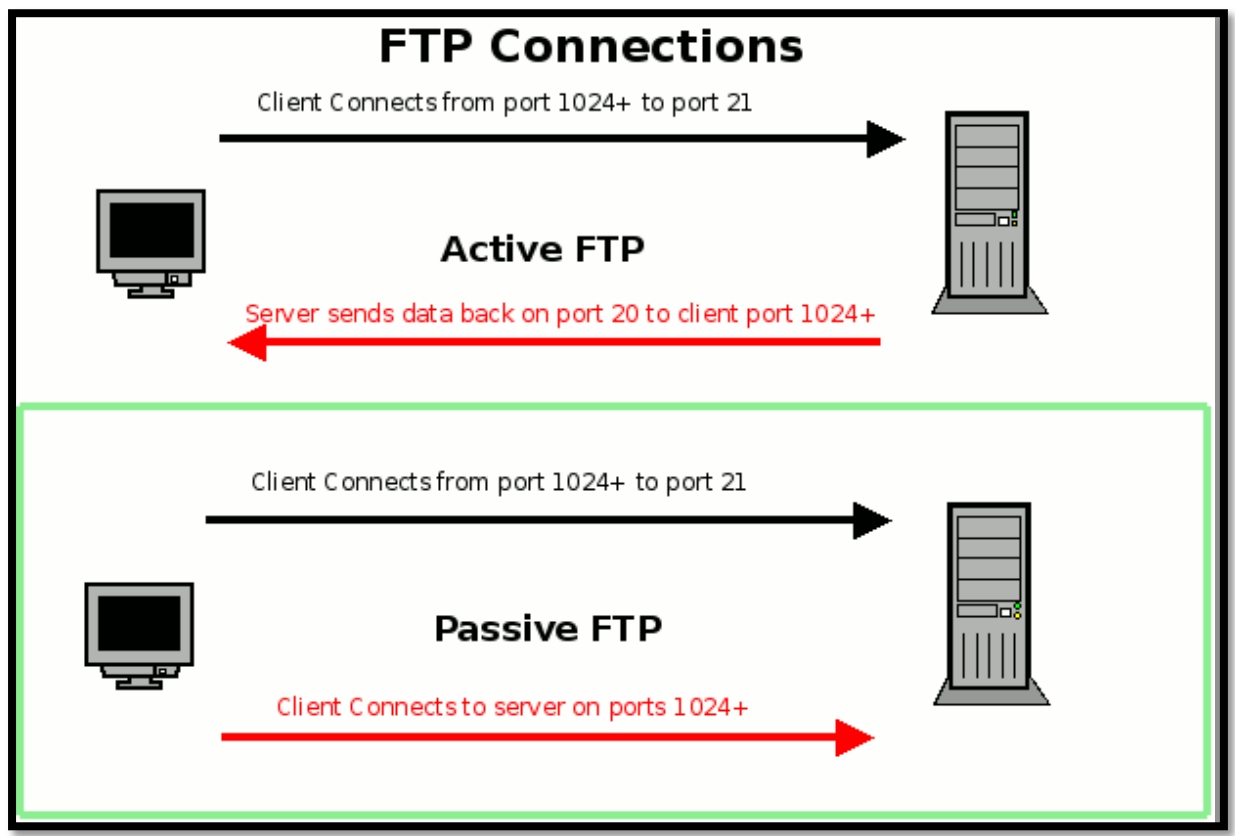 FTP Connections
Client Connects from port 1024+ to port 21
Active FTP
Server sends data back on port 20 to client port 1024+
Client Connects from port 1024+ to port 21
Passive FTP
Client Connects to server on ports 1024+